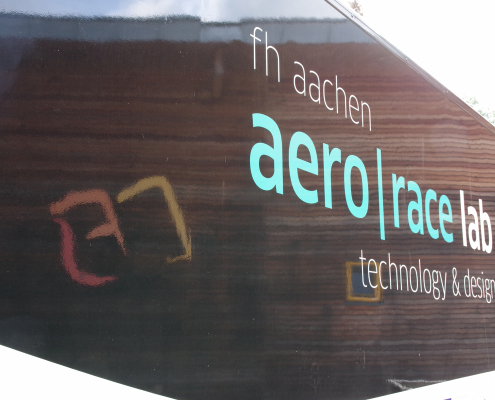 fh aachen
aero|race lab
technology & design